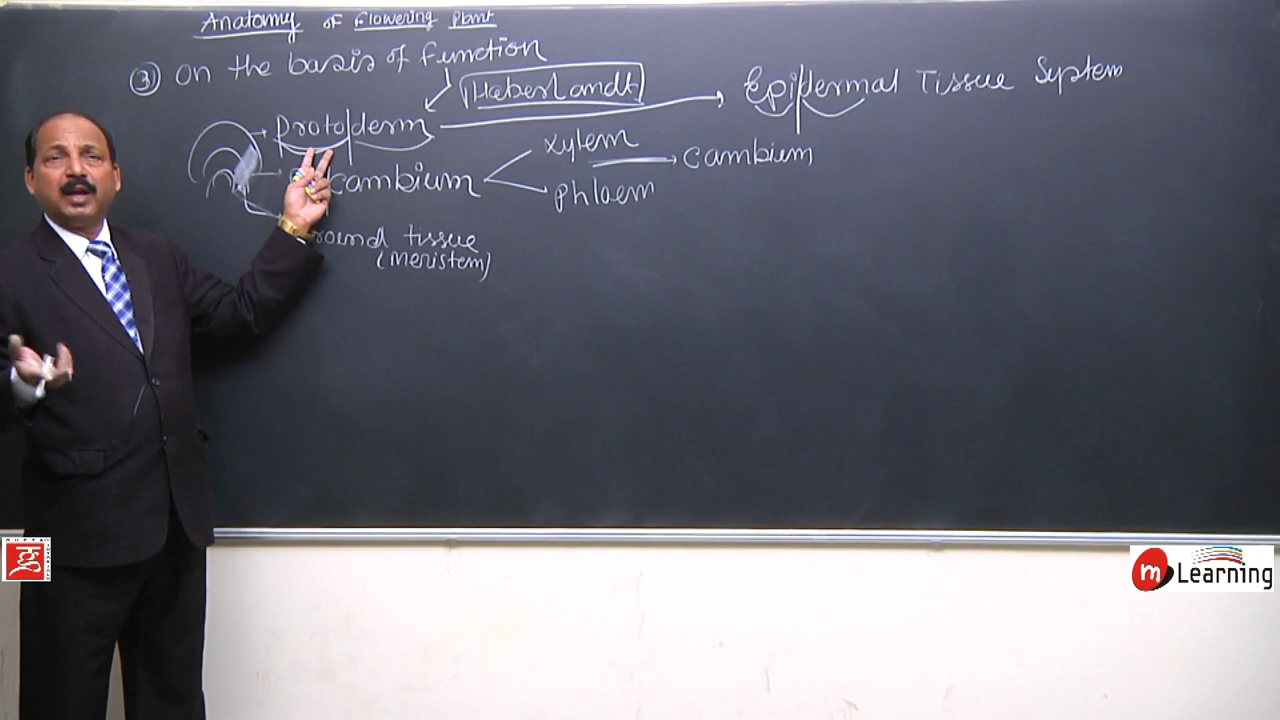 Anatomy of Flowering Plant
③ On the basis of function
Haberlandt
Protoderm → Epidermal Tissue System
cambium
xylem → cambium
phloem
round tissue
(Meristem)
m Learning